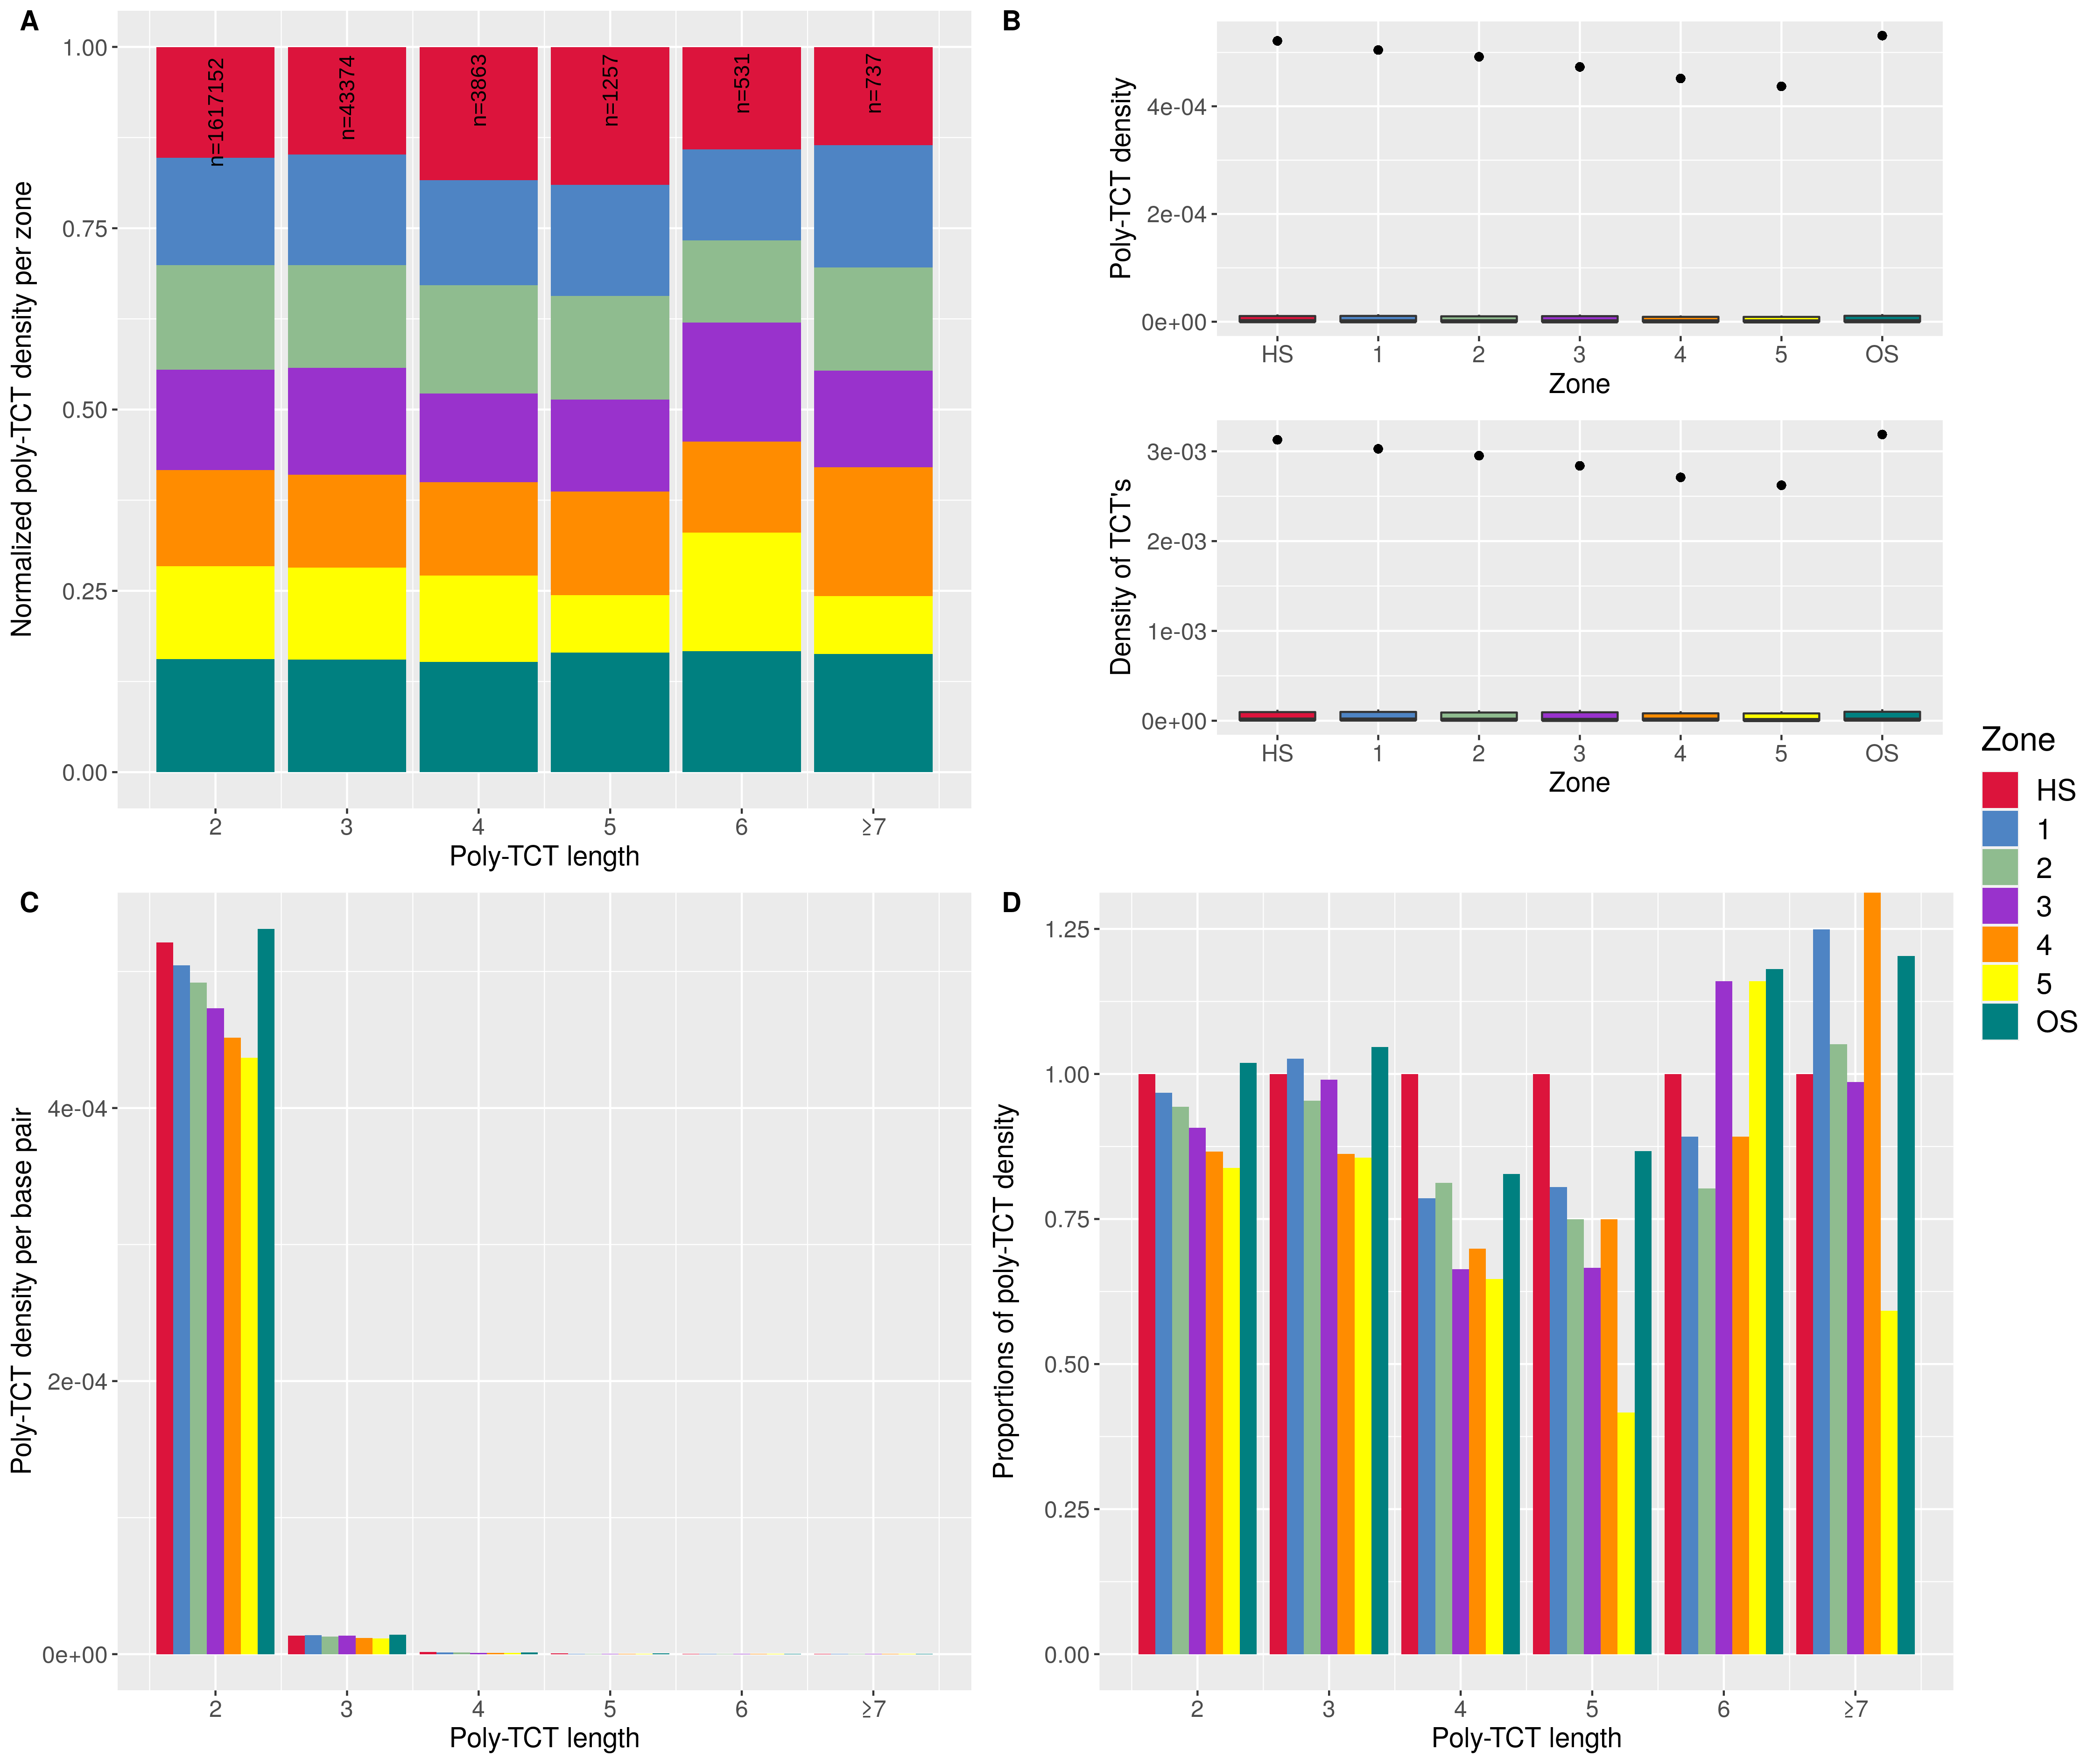 A
Normalized poly-TCT density per zone
1.00
0.75
0.50
0.25
0.00
n=1617152
n=43374
n=3863
n=1257
n=531
n=737
2 3 4 5 6 ≥7
Poly-TCT length
B
Poly-TCT density
4e-04
2e-04
0e+00
HS 1 2 3 4 5 OS
Zone
Density of TCT's
3e-03
2e-03
1e-03
0e+00
HS 1 2 3 4 5 OS
Zone
Zone
HS
1
2
3
4
5
OS
C
Poly-TCT density per base pair
4e-04
2e-04
0e+00
2 3 4 5 6 ≥7
Poly-TCT length
D
Proportions of poly-TCT density
1.25
1.00
0.75
0.50
0.25
0.00
2 3 4 5 6 ≥7
Poly-TCT length